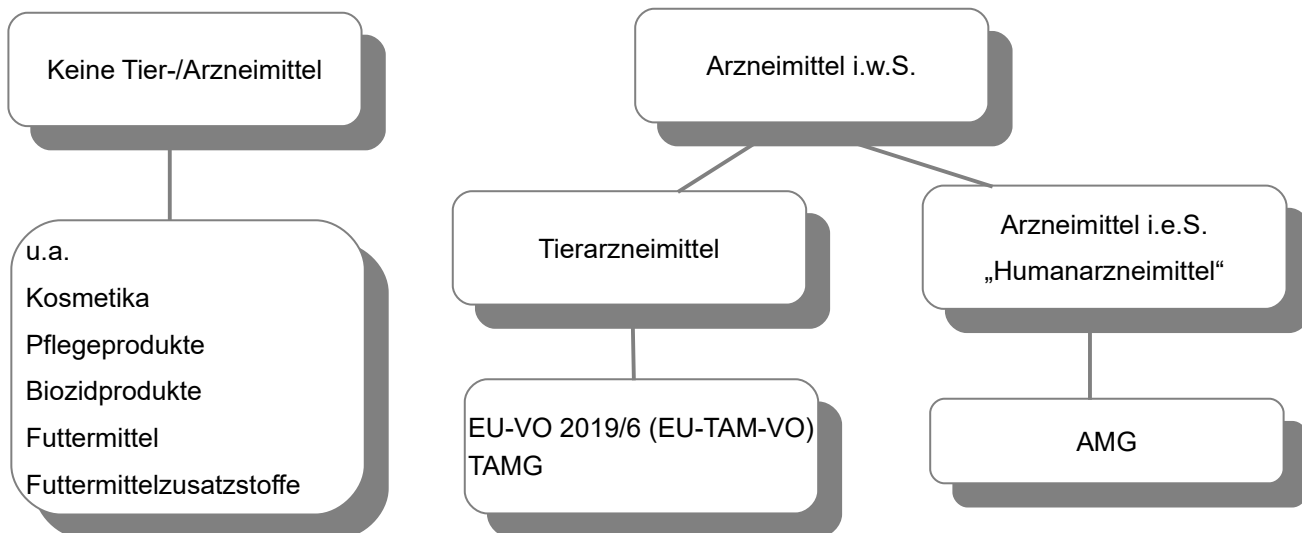 Keine Tier-/Arzneimittel
u.a.
Kosmetika
Pflegeprodukte
Biozidprodukte
Futtermittel
Futtermittelzusatzstoffe
Arzneimittel i.w.S.
Tierarzneimittel
EU-VO 2019/6 (EU-TAM-VO)
TAMG
Arzneimittel i.e.S.
„Humanarzneimittel“
AMG